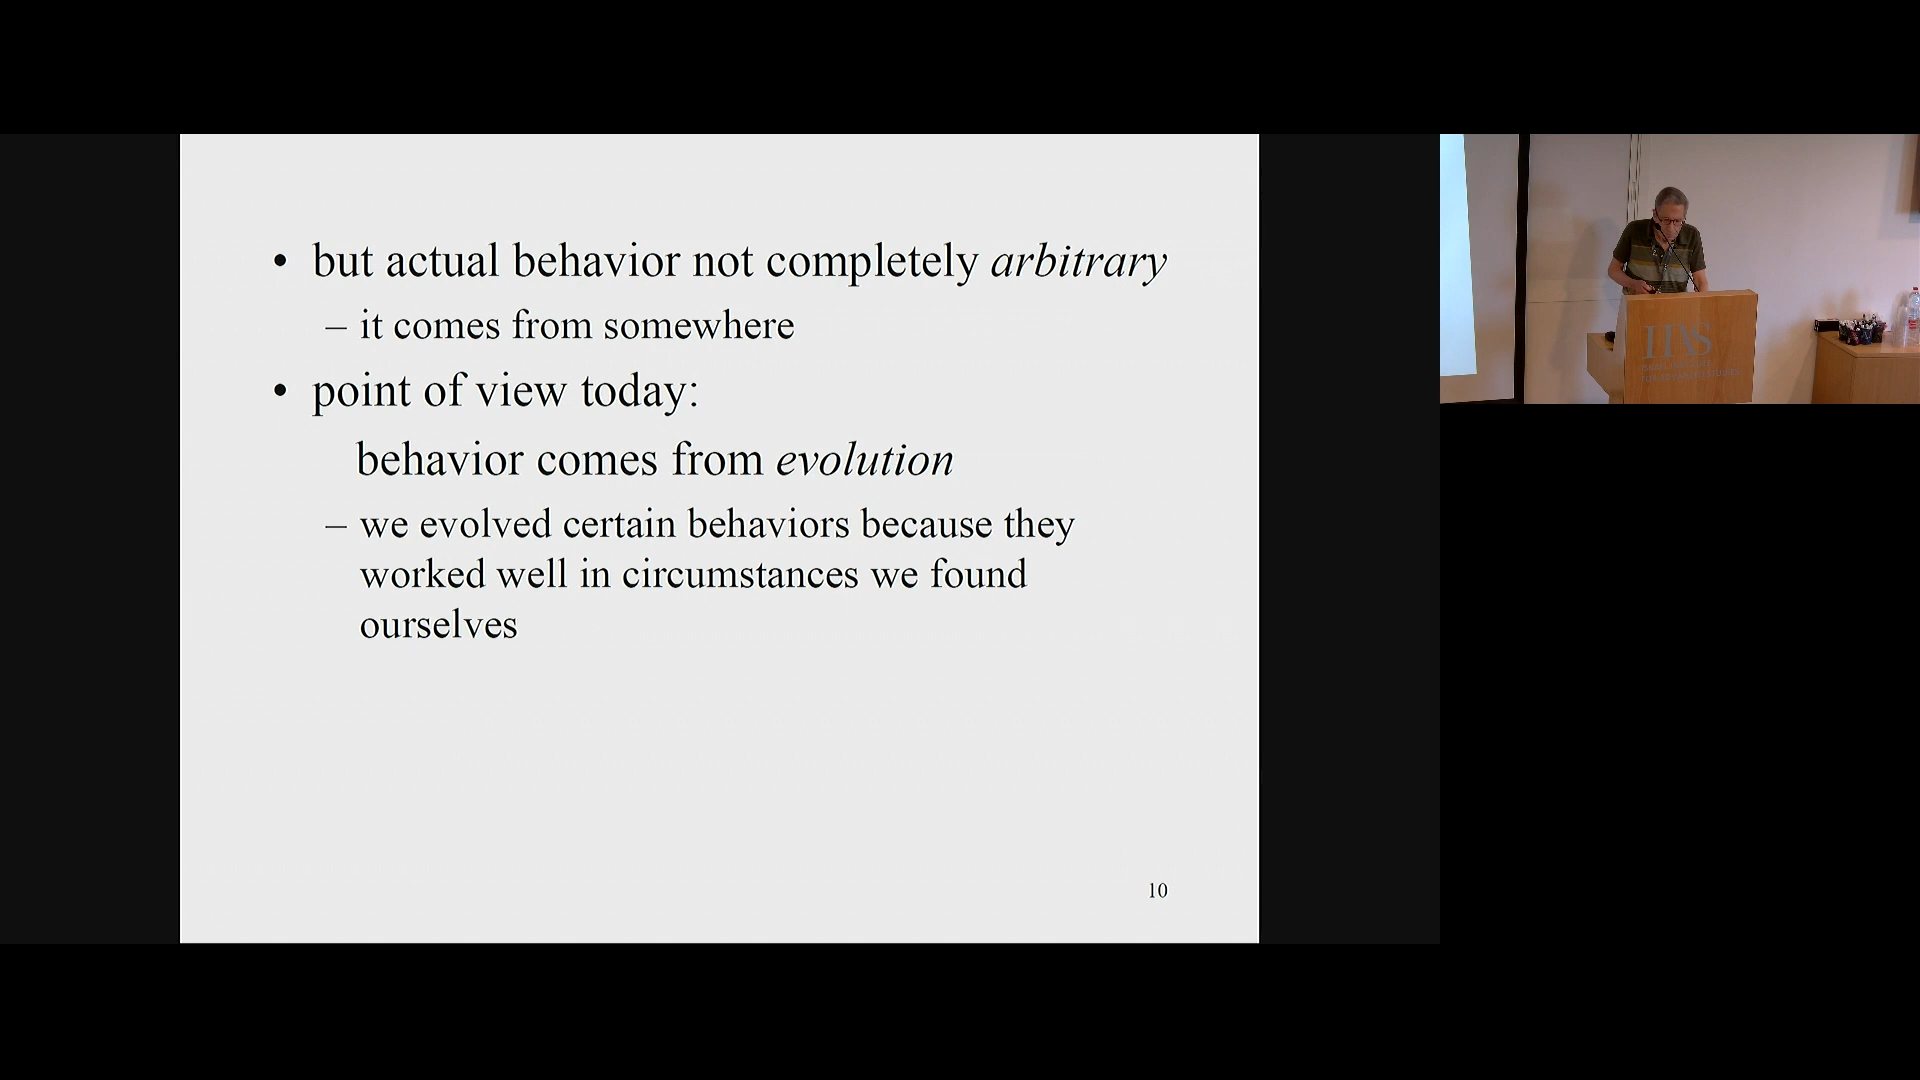 • but actual behavior not completely arbitrary
– it comes from somewhere
• point of view today:
behavior comes from evolution
– we evolved certain behaviors because they
worked well in circumstances we found
ourselves
10
IIAS